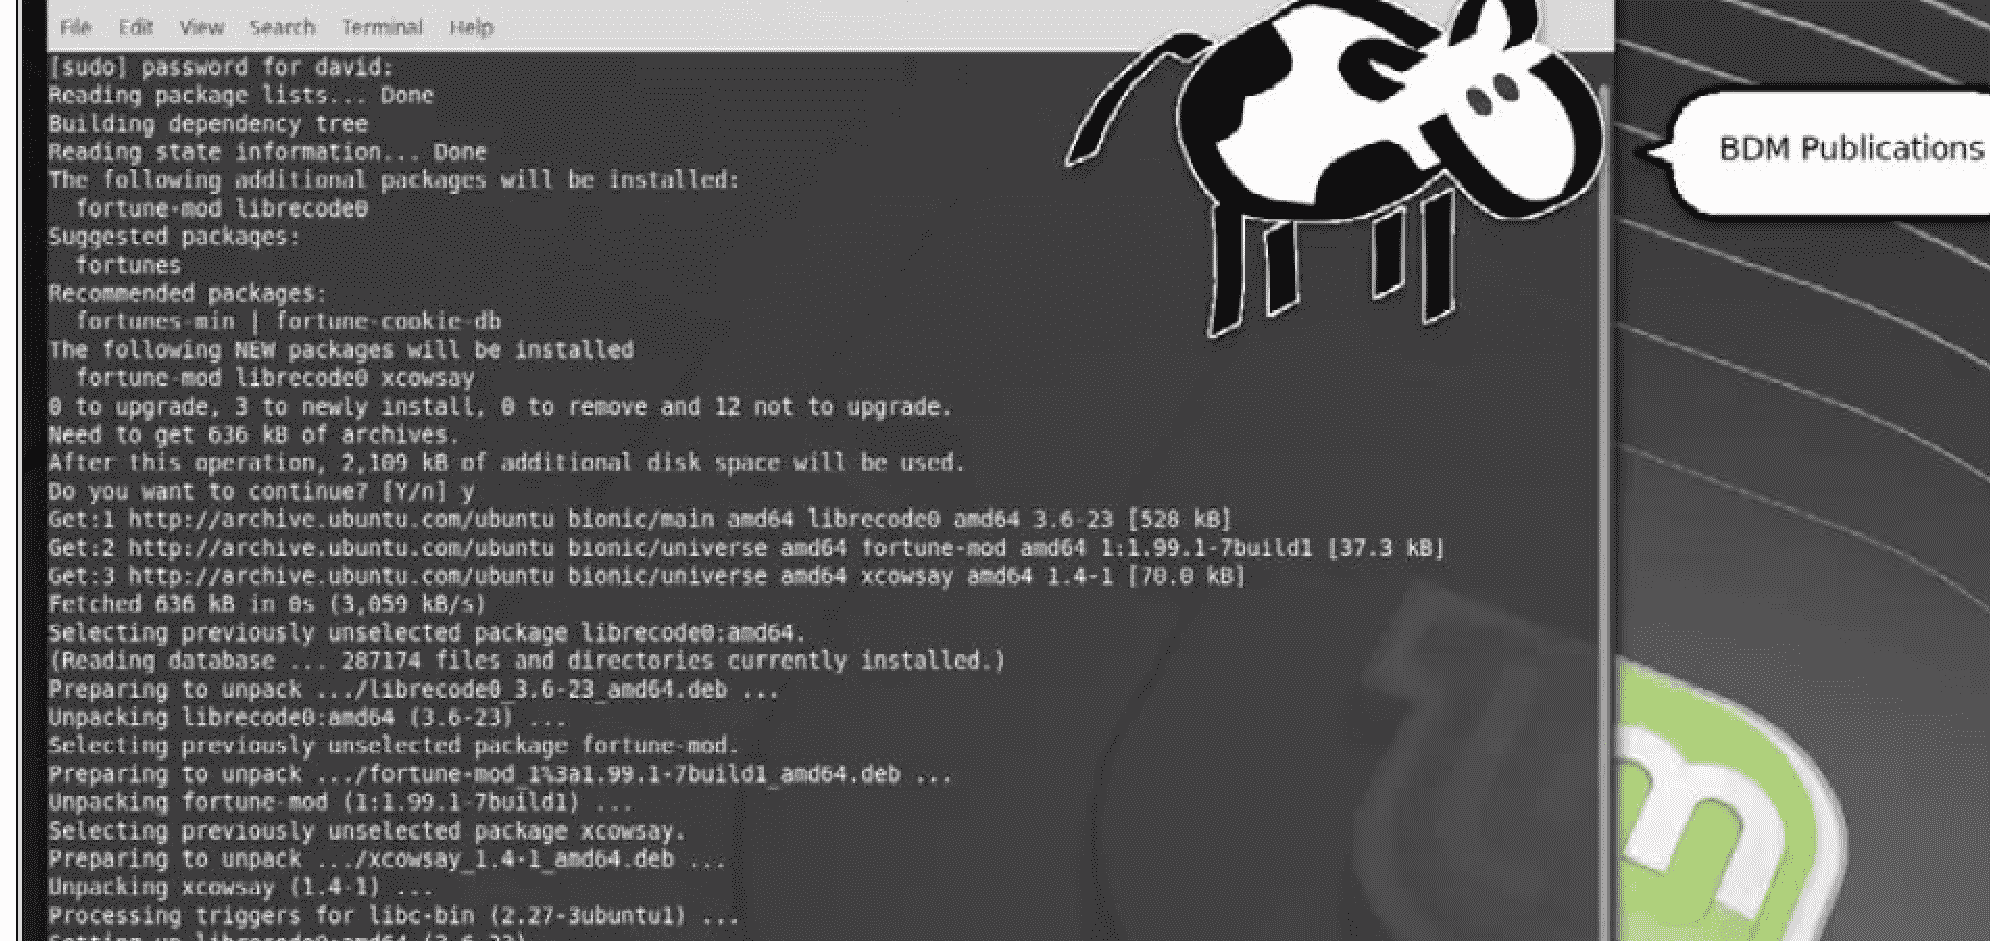 File Edit View Search Terminal Help
[sudo] password for david:
Reading package lists... Done
Building dependency tree
Reading state information... Done
The following additional packages will be installed:
fortune-mod librecode0
Suggested packages:
fortunes
Recommended packages:
fortunes-min | fortune-cookie-db
The following NEW packages will be installed
fortune-mod librecode0 xcowsay
0 to upgrade, 3 to newly install, 0 to remove and 12 not to upgrade.
Need to get 636 kB of archives.
After this operation, 2,109 kB of additional disk space will be used.
Do you want to continue? [Y/n] y
Get:1 http://archive.ubuntu.com/ubuntu bionic/main amd64 librecode0 amd64 3.6-23 [528 kB]
Get:2 http://archive.ubuntu.com/ubuntu bionic/universe amd64 fortune-mod amd64 1:1.99.1-7build1 [37.3 kB]
Get:3 http://archive.ubuntu.com/ubuntu bionic/universe amd64 xcowsay amd64 1.4-1 [70.0 kB]
Fetched 636 kB in 0s (3,059 kB/s)
Selecting previously unselected package librecode0:amd64.
(Reading database ... 287174 files and directories currently installed.)
Preparing to unpack .../librecode0_3.6-23_amd64.deb ...
Unpacking librecode0:amd64 (3.6-23) ...
Selecting previously unselected package fortune-mod.
Preparing to unpack .../fortune-mod_1%3a1.99.1-7build1_amd64.deb ...
Unpacking fortune-mod (1:1.99.1-7build1) ...
Selecting previously unselected package xcowsay.
Preparing to unpack .../xcowsay_1.4-1_amd64.deb ...
Unpacking xcowsay (1.4-1) ...
Processing triggers for libc-bin (2.27-3ubuntu1) ...
Setting up librecode0:amd64 (3.6-23) ...
BDM Publications